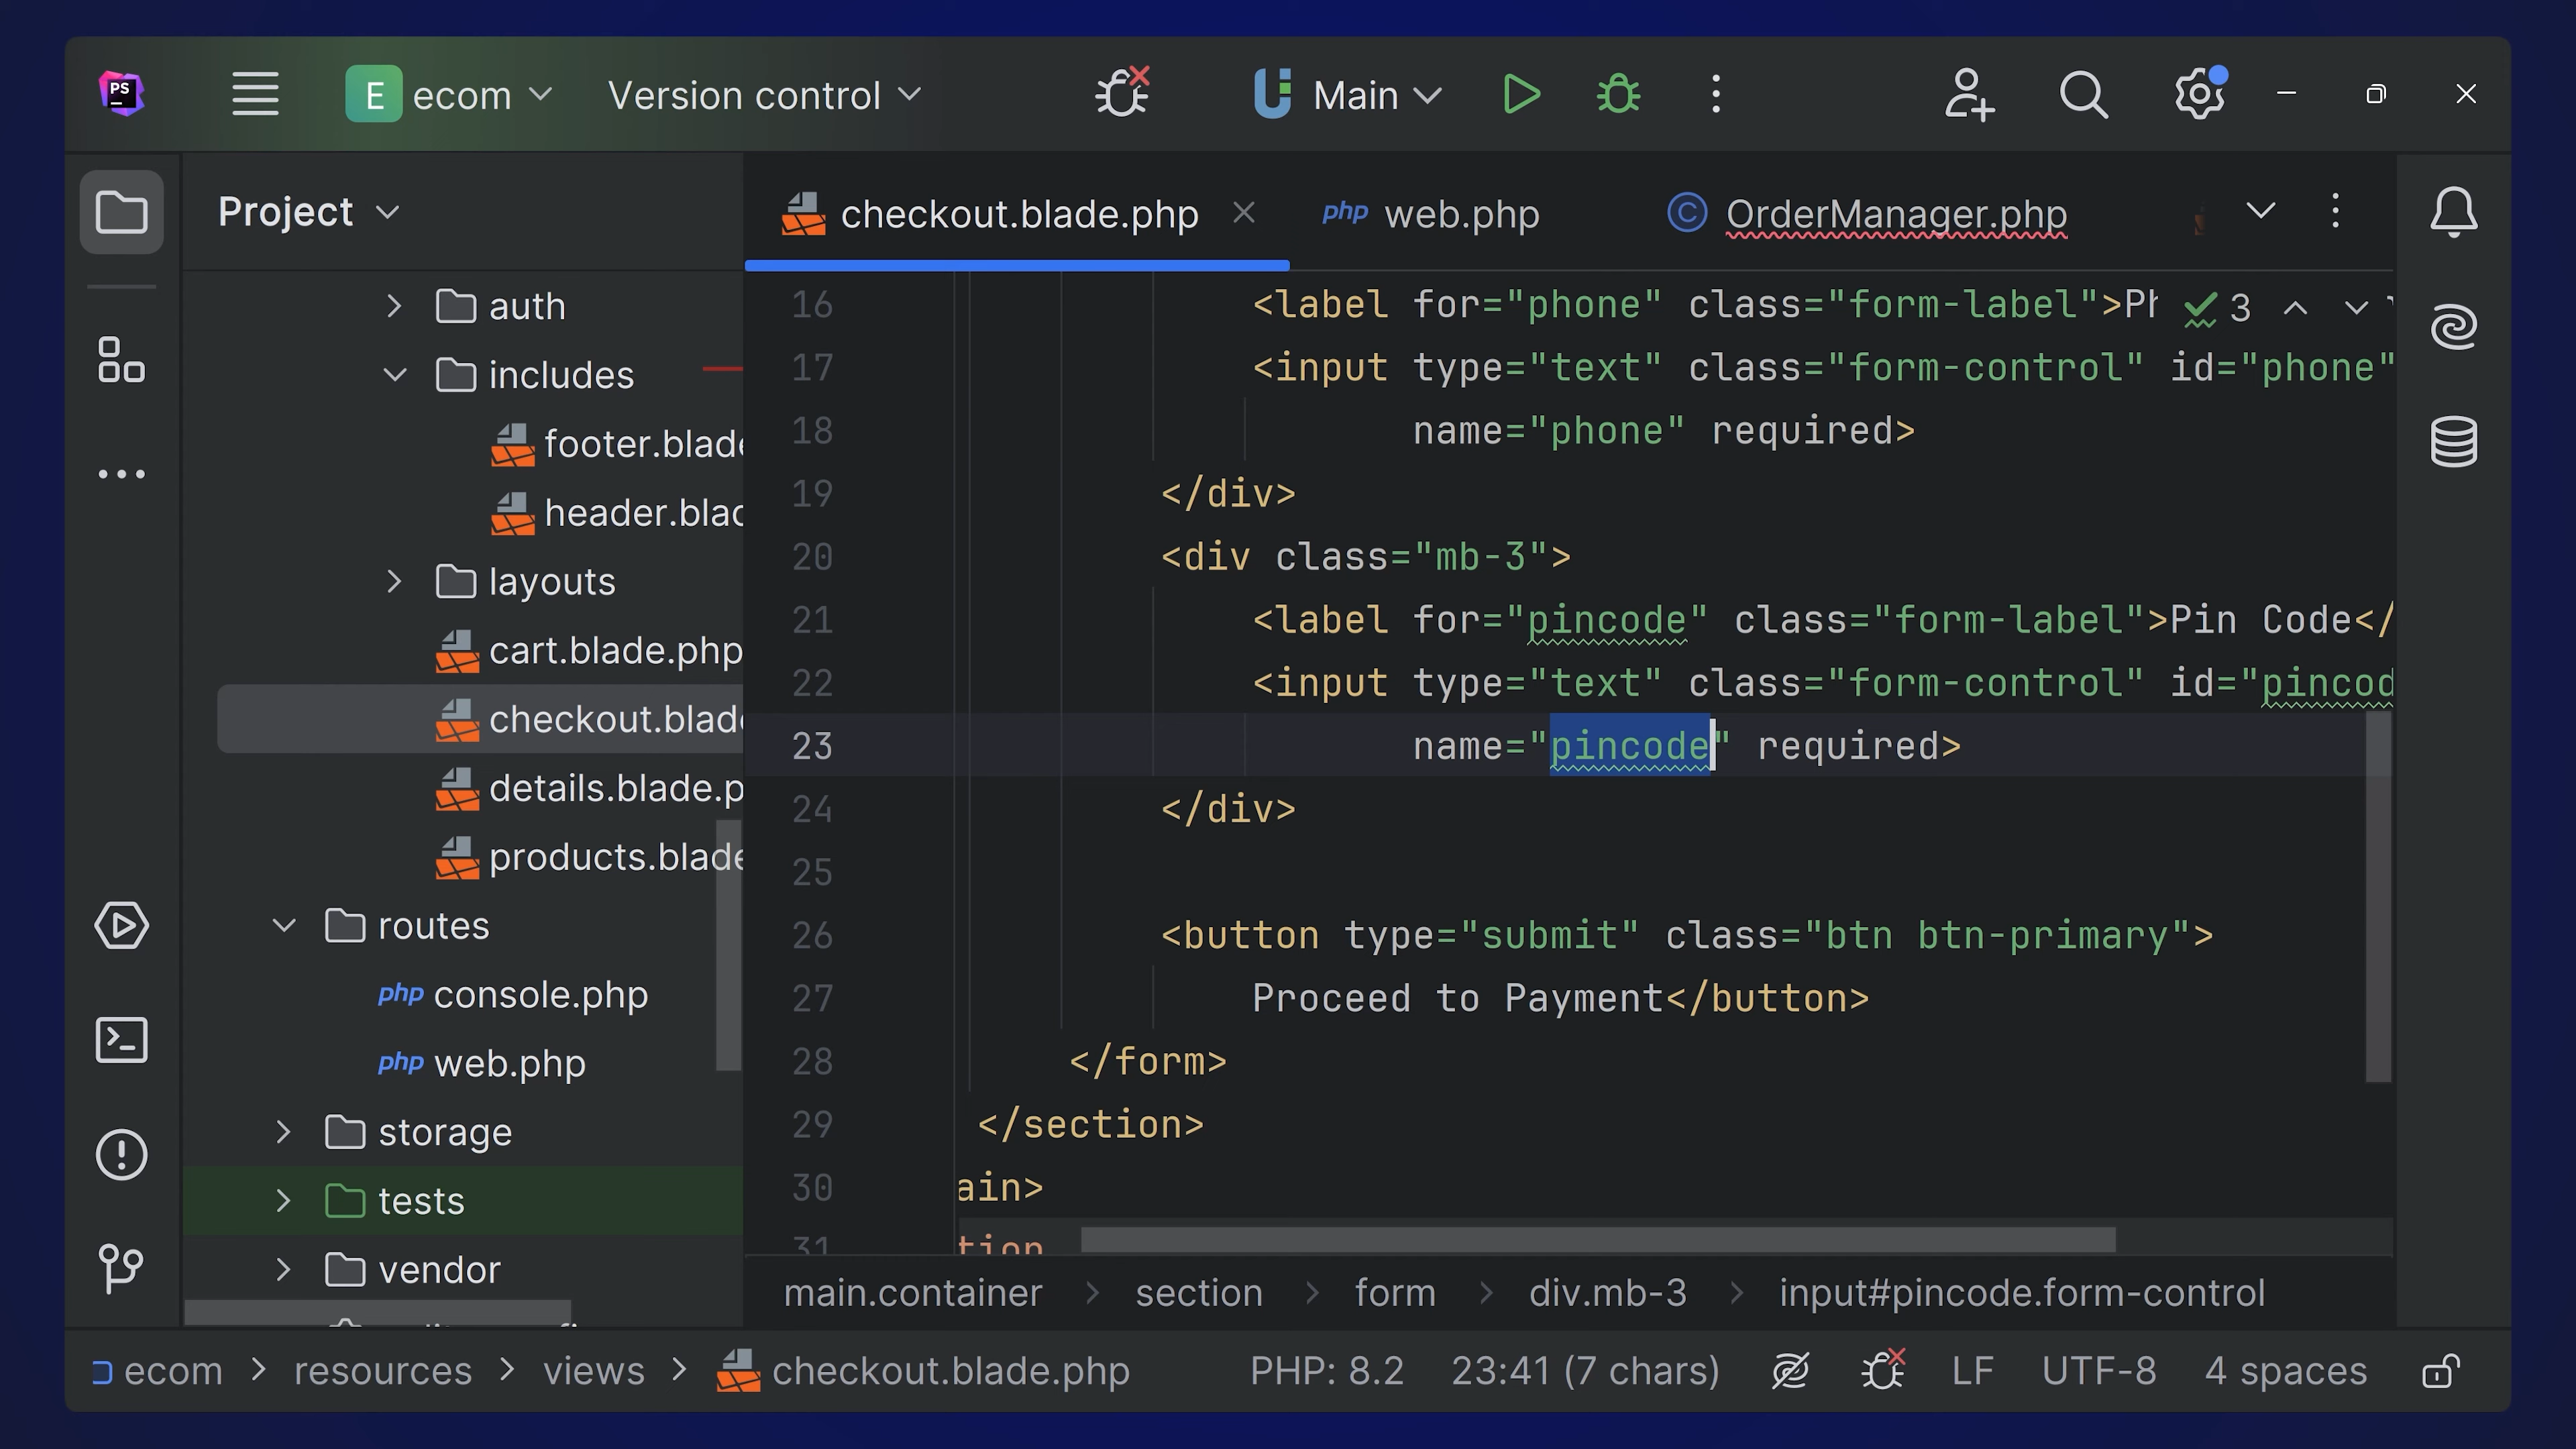 PS
E ecom Version control Main
Project
checkout.blade.php php web.php C OrderManager.php
auth
includes
footer.blade
header.blad
layouts
cart.blade.php
checkout.blade
details.blade.p
products.blade
routes
php console.php
php web.php
storage
tests
vendor
16 <label for="phone" class="form-label">Ph 3
17 <input type="text" class="form-control" id="phone"
18 name="phone" required>
19 </div>
20 <div class="mb-3">
21 <label for="pincode" class="form-label">Pin Code</
22 <input type="text" class="form-control" id="pincod
23 name="pincode" required>
24 </div>
25
26 <button type="submit" class="btn btn-primary">
27 Proceed to Payment</button>
28 </form>
29 </section>
30 ain>
31 tion
main.container > section > form > div.mb-3 > input#pincode.form-control
ecom > resources > views > checkout.blade.php PHP: 8.2 23:41 (7 chars) LF UTF-8 4 spaces